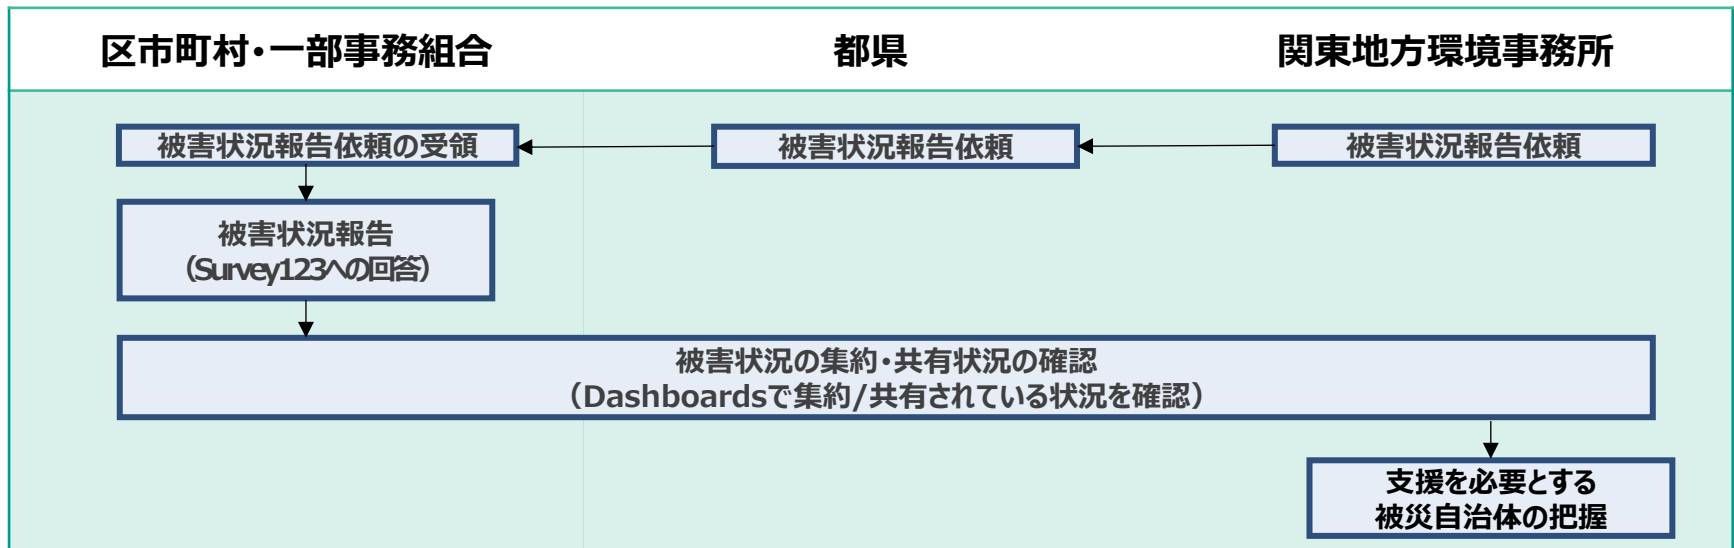 区市町村・一部事務組合
都県
関東地方環境事務所
被害状況報告依頼の受領
被害状況報告依頼
被害状況報告依頼
被害状況報告
（Survey123への回答）
被害状況の集約・共有状況の確認
（Dashboardsで集約/共有されている状況を確認）
支援を必要とする
被災自治体の把握